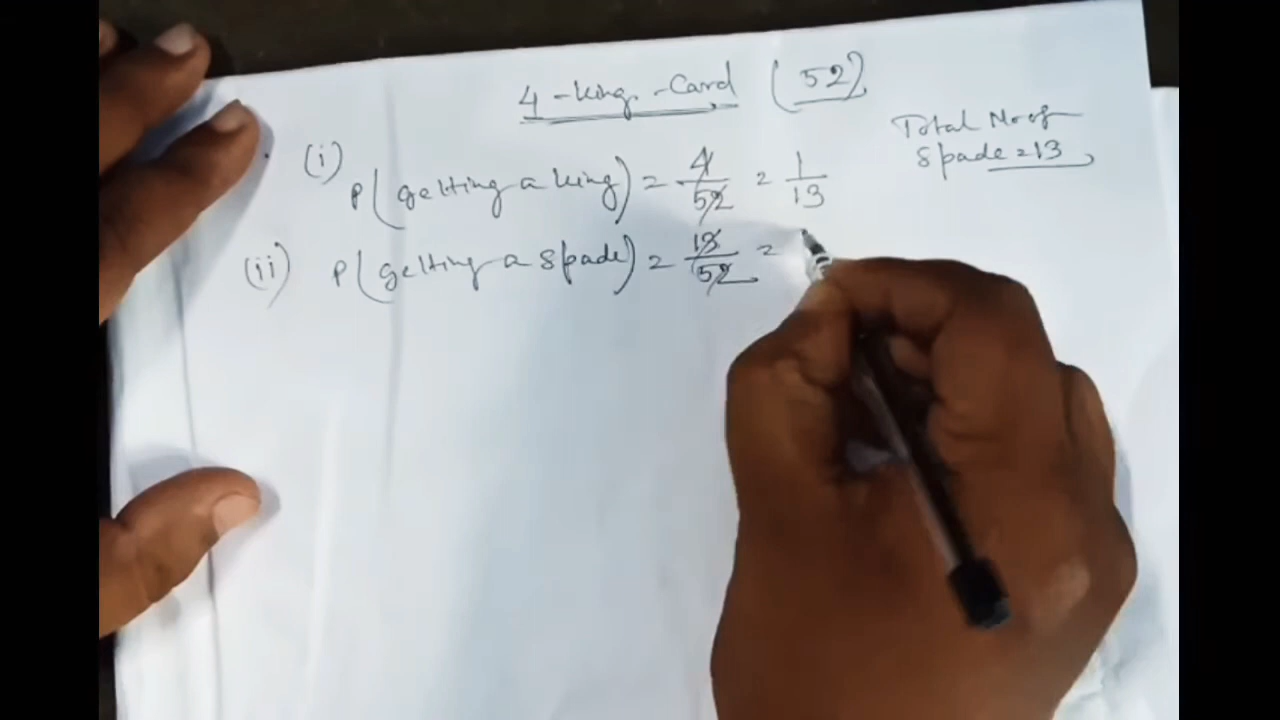 4 - King - Card (52)
Total No of
Spade = 13
(i)
P(getting a king) = 4/52 = 1/13
(ii) P(getting a spade) = 13/52 =